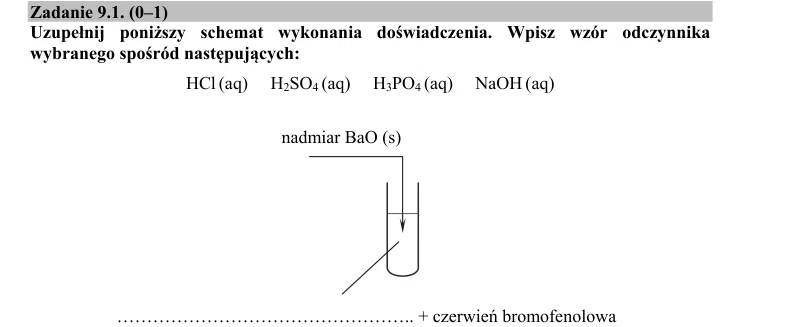 Zadanie 9.1. (0–1)
Uzupełnij poniższy schemat wykonania doświadczenia. Wpisz wzór odczynnika
wybranego spośród następujących:
HCl (aq) H₂SO₄ (aq) H₃PO₄ (aq) NaOH (aq)
nadmiar BaO (s)
……………………………………….. + czerwień bromofenolowa